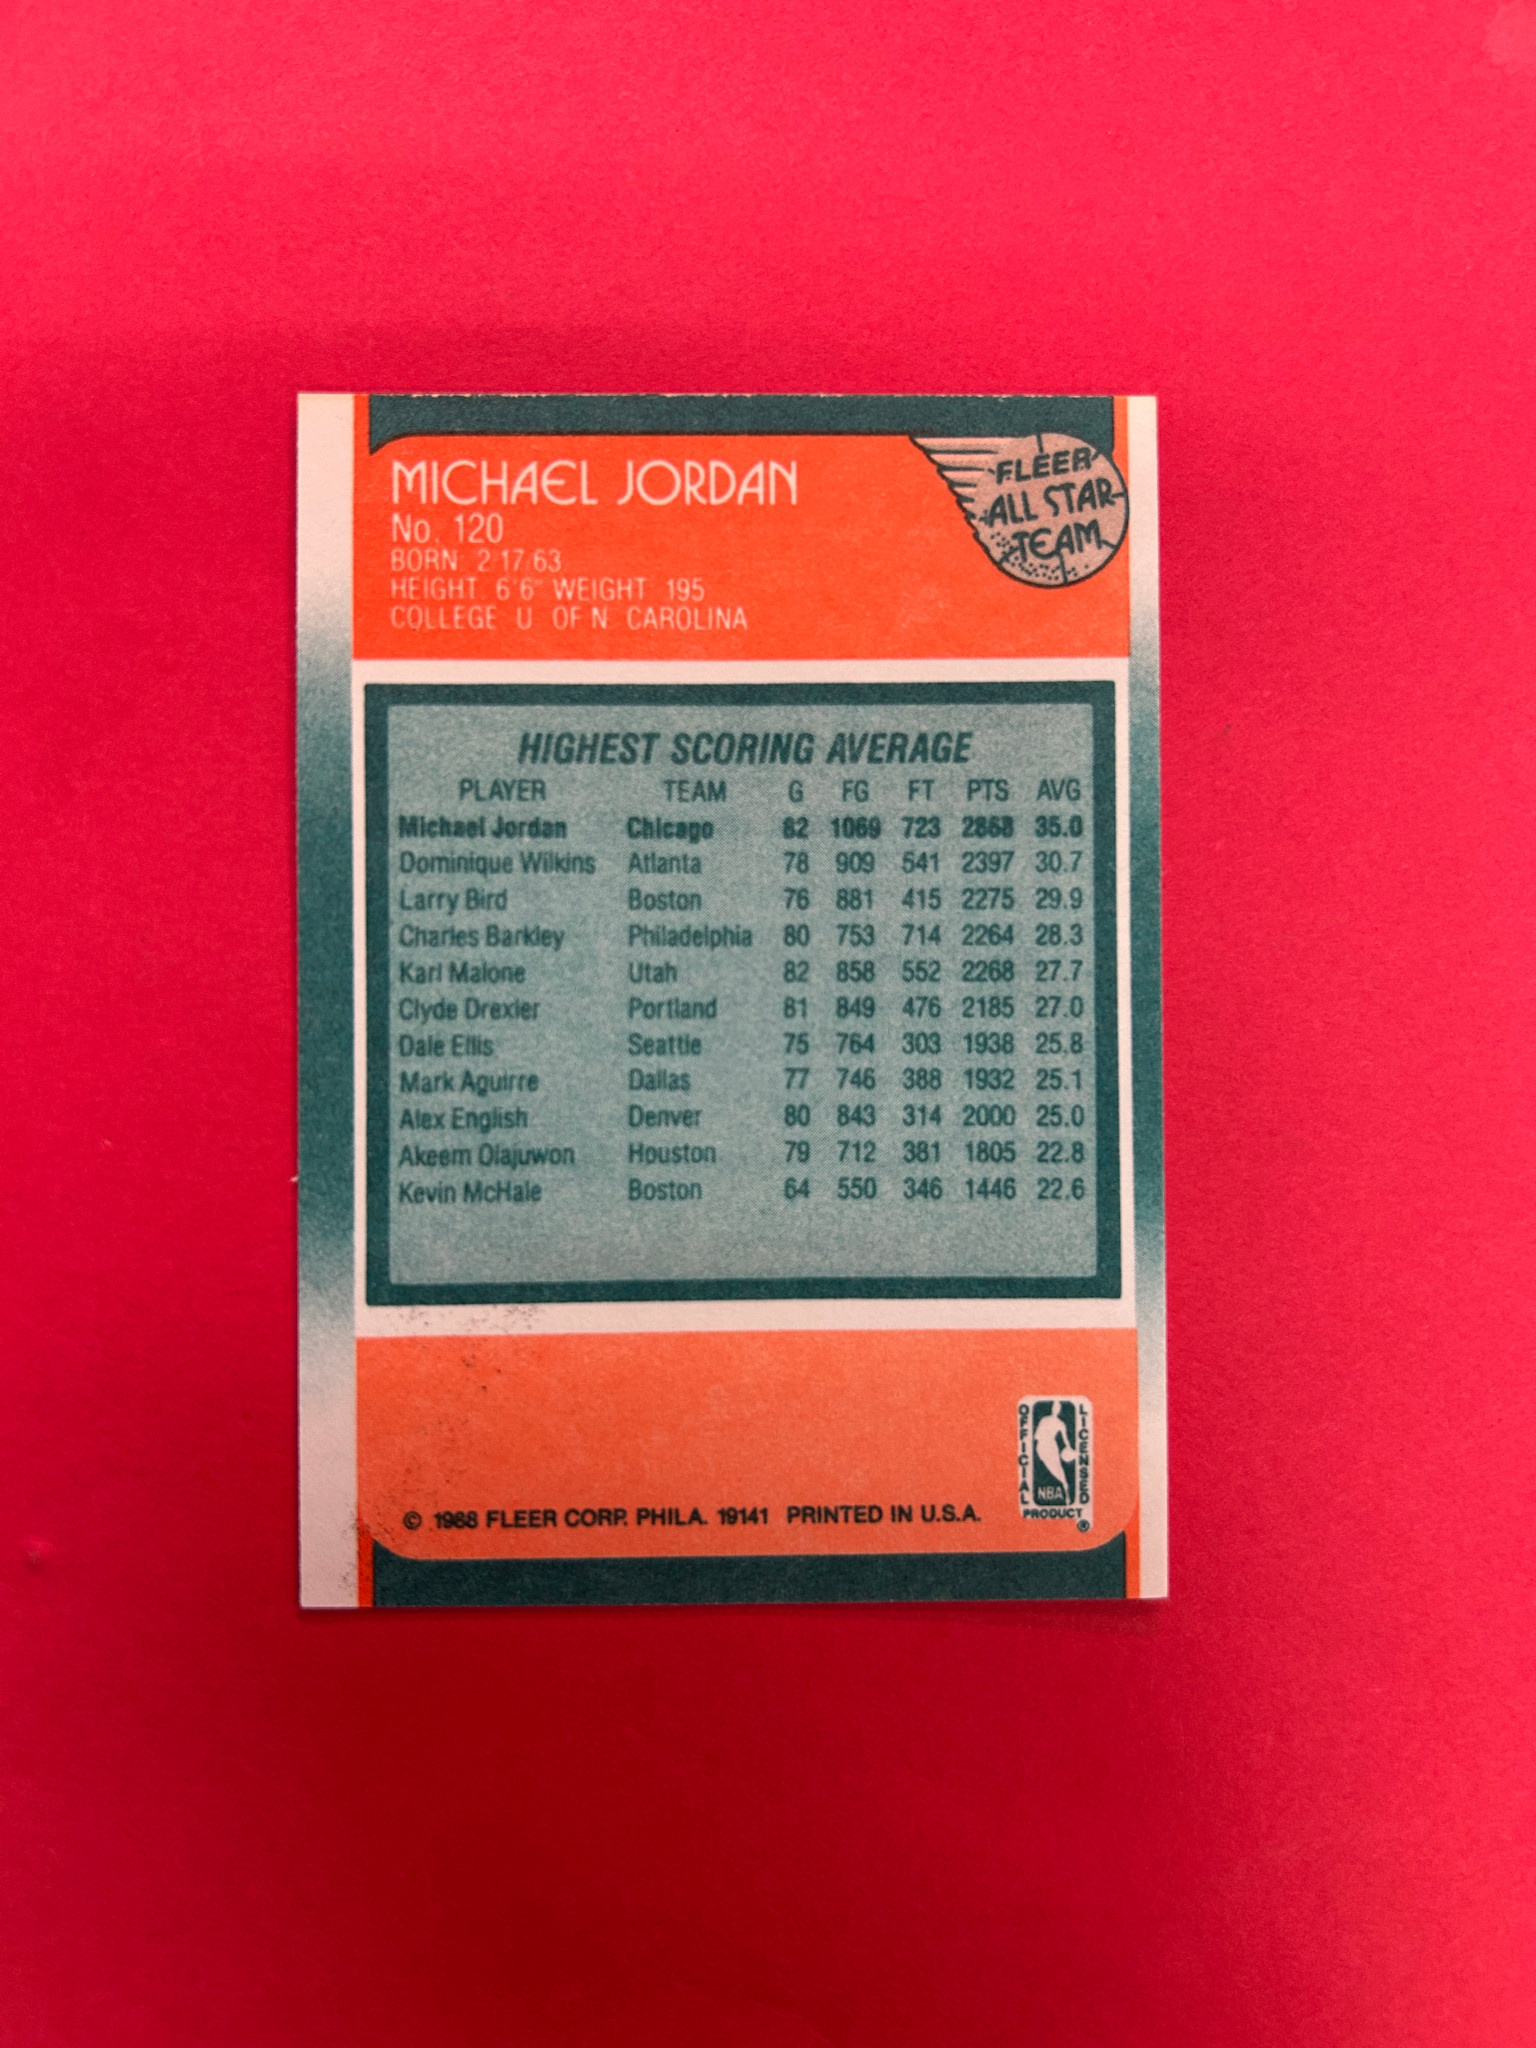 MICHAEL JORDAN
No. 120
BORN: 2/17/63
HEIGHT: 6'6" WEIGHT: 195
COLLEGE: U. OF N. CAROLINA
FLEER
ALL STAR
TEAM
HIGHEST SCORING AVERAGE
PLAYER TEAM G FG FT PTS AVG
Michael Jordan Chicago 82 1069 723 2868 35.0
Dominique Wilkins Atlanta 78 909 541 2397 30.7
Larry Bird Boston 76 881 415 2275 29.9
Charles Barkley Philadelphia 80 753 714 2264 28.3
Karl Malone Utah 82 858 552 2268 27.7
Clyde Drexler Portland 81 849 476 2185 27.0
Dale Ellis Seattle 75 764 303 1938 25.8
Mark Aguirre Dallas 77 746 388 1932 25.1
Alex English Denver 80 843 314 2000 25.0
Akeem Olajuwon Houston 79 712 381 1805 22.8
Kevin McHale Boston 64 550 346 1446 22.6
© 1988 FLEER CORP. PHILA. 19141 PRINTED IN U.S.A.
OFFICIAL
NBA
LICENSED
PRODUCT
®